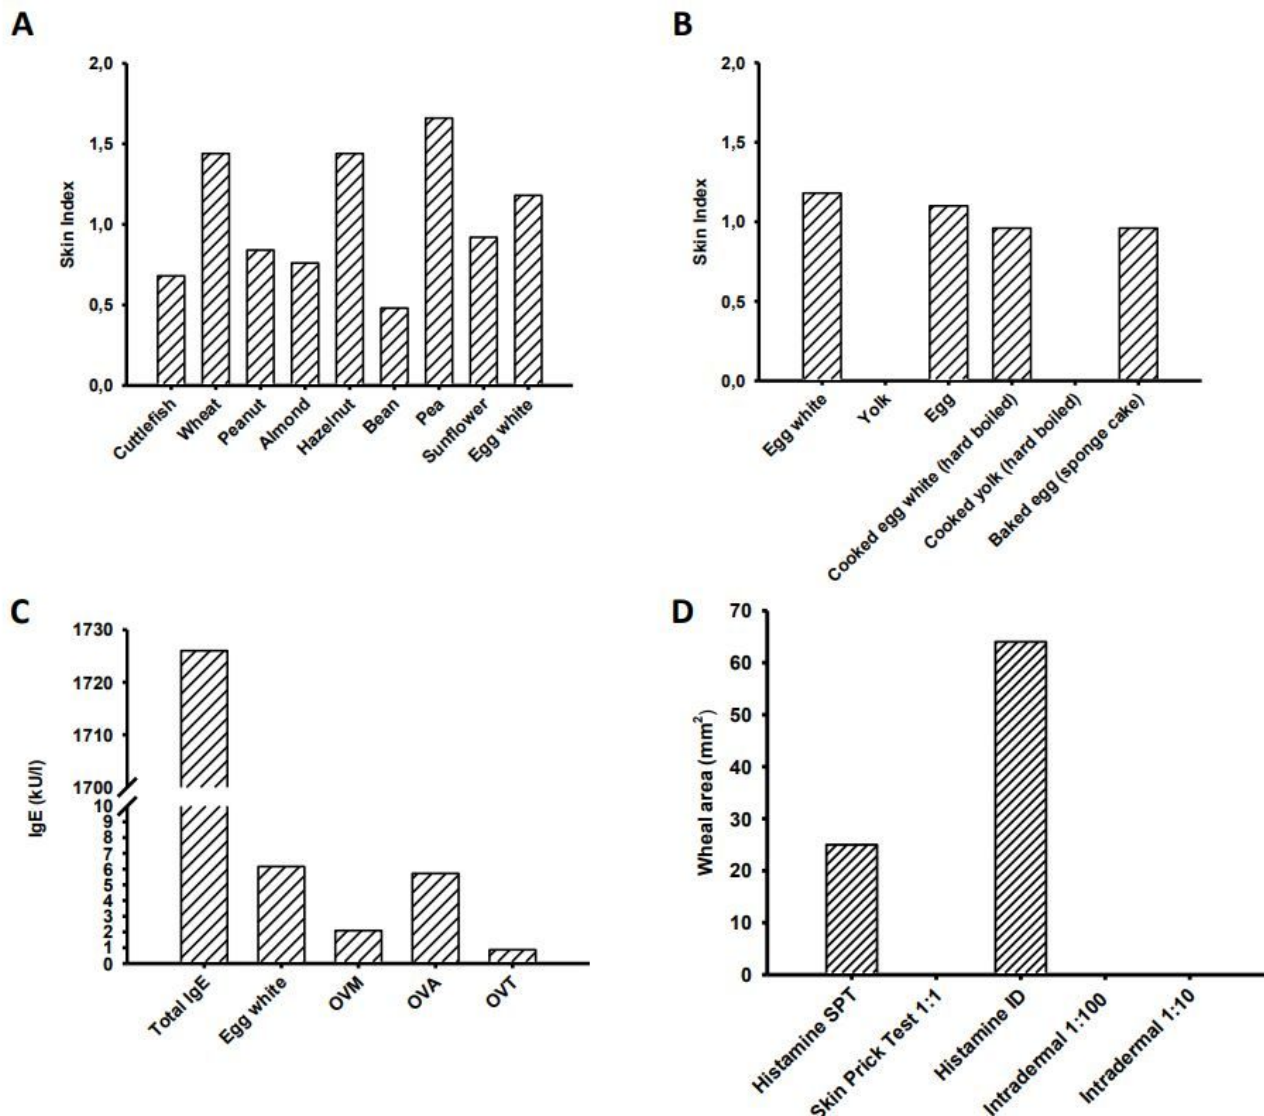 A
Skin Index
2,0
1,5
1,0
0,5
0,0
Cuttlefish
Wheat
Peanut
Almond
Hazelnut
Bean
Pea
Sunflower
Egg white
B
Skin Index
2,0
1,5
1,0
0,5
0,0
Egg white
Yolk
Egg
Cooked egg white (hard boiled)
Cooked yolk (hard boiled)
Baked egg (sponge cake)
C
IgE (kU/l)
1730
1720
1710
1700
10
9
8
7
6
5
4
3
2
1
0
Total IgE
Egg white
OVM
OVA
OVT
D
Wheal area (mm²)
70
60
50
40
30
20
10
0
Histamine SPT
Skin Prick Test 1:1
Histamine ID
Intradermal 1:100
Intradermal 1:10